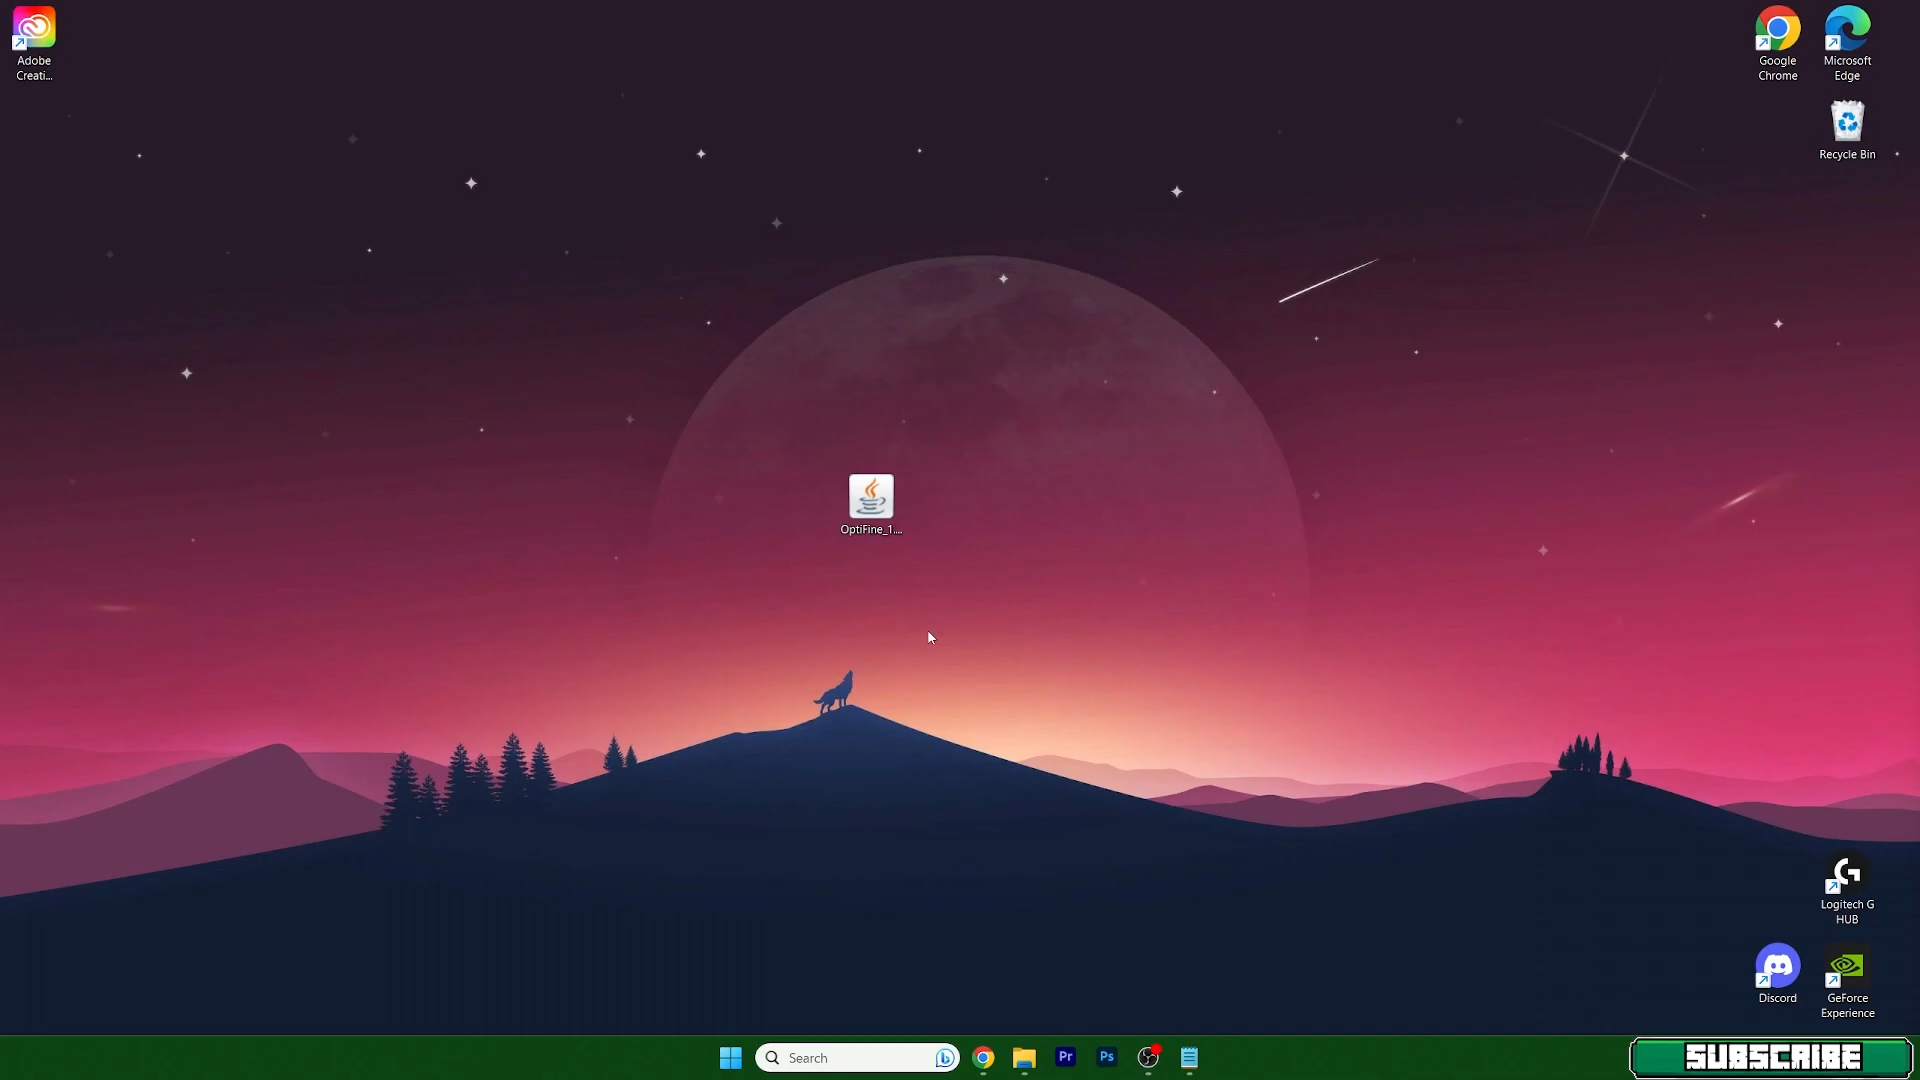 Adobe
Creati...
Google
Chrome
Microsoft
Edge
Recycle Bin
OptiFine_1....
Logitech G
HUB
Discord
GeForce
Experience
Search
Pr
Ps
SUBSCRIBE